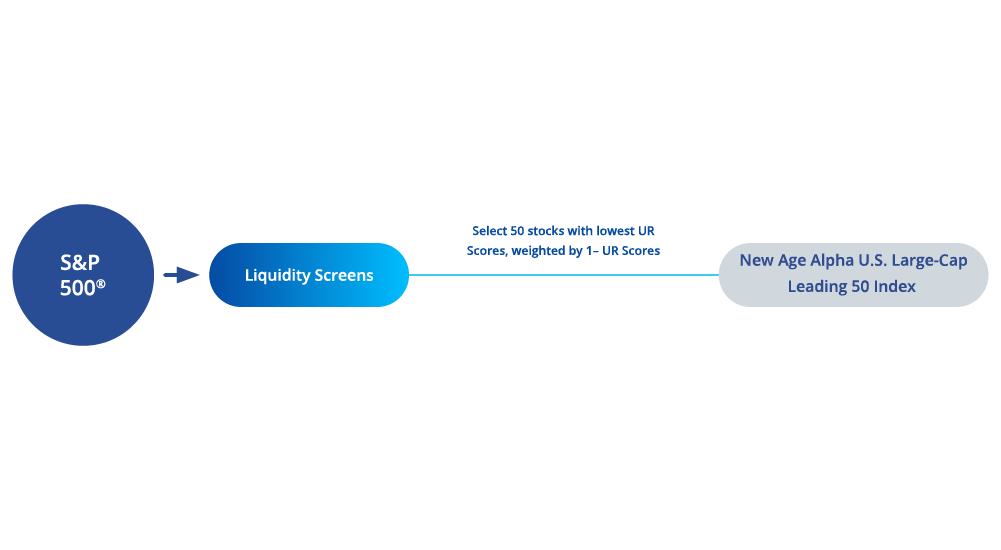 S&P
500®
Liquidity Screens
Select 50 stocks with lowest UR
Scores, weighted by 1– UR Scores
New Age Alpha U.S. Large-Cap
Leading 50 Index